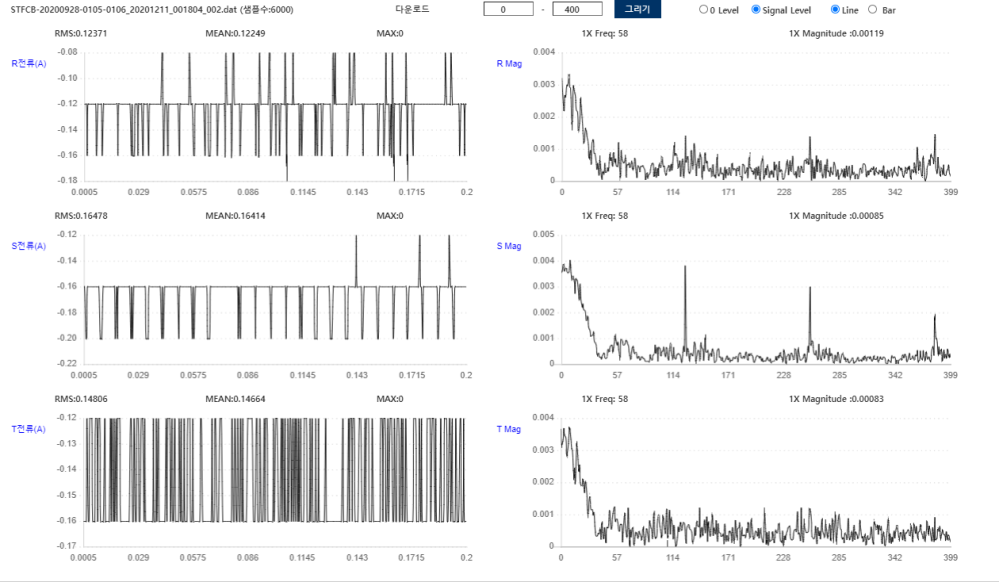 STFCB-20200928-0105-0106_20201211_001804_002.dat (샘플수:6000) 다운로드 0 - 400 그리기 0 Level Signal Level Line Bar
RMS:0.12371 MEAN:0.12249 MAX:0 1X Freq: 58 1X Magnitude :0.00119
R전류(A)
-0.08
-0.10
-0.12
-0.14
-0.16
-0.18
0.0005 0.029 0.0575 0.086 0.1145 0.143 0.1715 0.2
R Mag
0.004
0.003
0.002
0.001
0
0 57 114 171 228 285 342 399
RMS:0.16478 MEAN:0.16414 MAX:0 1X Freq: 58 1X Magnitude :0.00085
S전류(A)
-0.12
-0.14
-0.16
-0.18
-0.20
-0.22
0.0005 0.029 0.0575 0.086 0.1145 0.143 0.1715 0.2
S Mag
0.005
0.004
0.003
0.002
0.001
0
0 57 114 171 228 285 342 399
RMS:0.14806 MEAN:0.14664 MAX:0 1X Freq: 58 1X Magnitude :0.00083
T전류(A)
-0.12
-0.13
-0.14
-0.15
-0.16
-0.17
0.0005 0.029 0.0575 0.086 0.1145 0.143 0.1715 0.2
T Mag
0.004
0.003
0.002
0.001
0
0 57 114 171 228 285 342 399